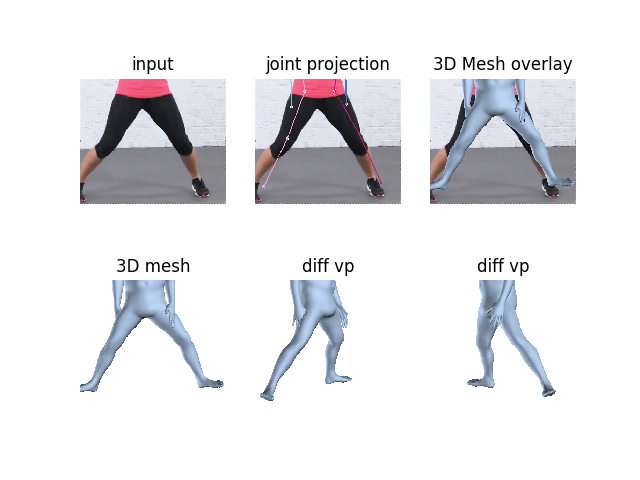 input
joint projection
3D Mesh overlay
3D mesh
diff vp
diff vp